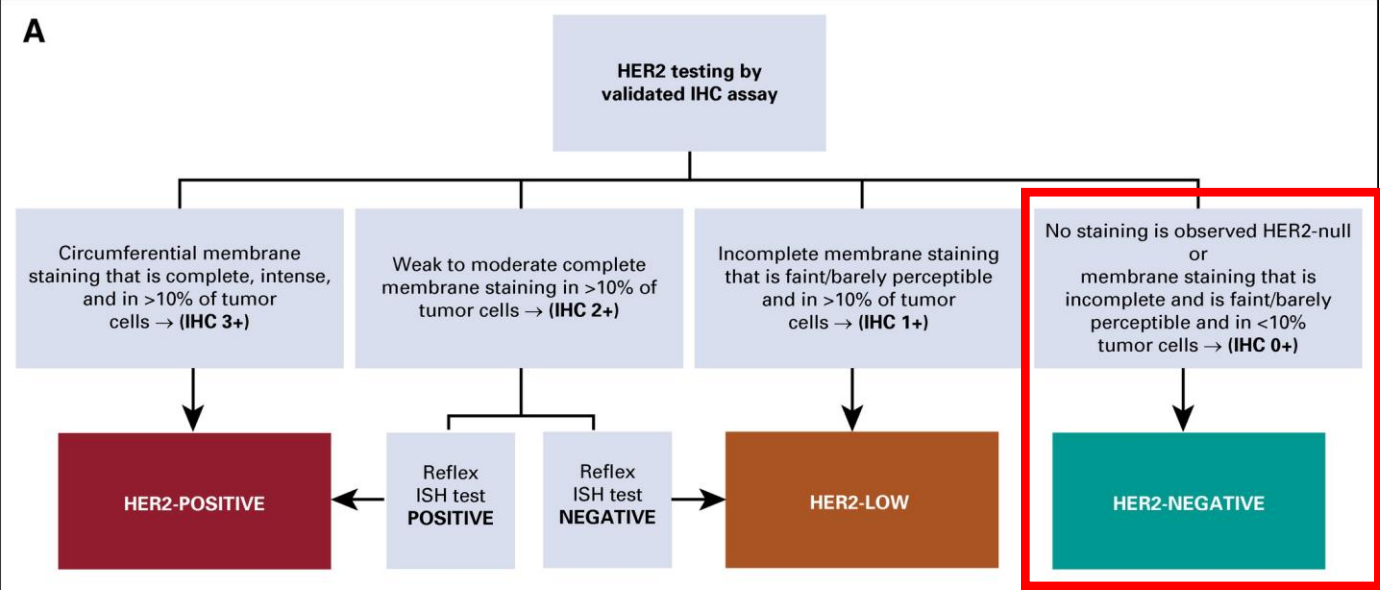 A
HER2 testing by
validated IHC assay
Circumferential membrane
staining that is complete, intense,
and in >10% of tumor
cells → (IHC 3+)
Weak to moderate complete
membrane staining in >10% of
tumor cells → (IHC 2+)
Incomplete membrane staining
that is faint/barely perceptible
and in >10% of tumor
cells → (IHC 1+)
No staining is observed HER2-null
or
membrane staining that is
incomplete and is faint/barely
perceptible and in <10%
tumor cells → (IHC 0+)
HER2-POSITIVE
Reflex
ISH test
POSITIVE
Reflex
ISH test
NEGATIVE
HER2-LOW
HER2-NEGATIVE